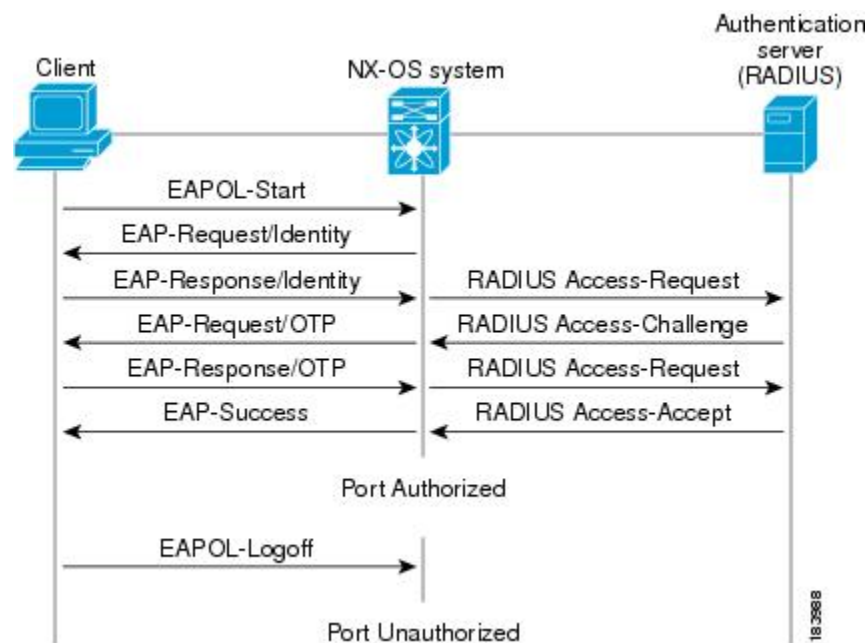 Client
NX-OS system
Authentication
server
(RADIUS)
EAPOL-Start
EAP-Request/Identity
EAP-Response/Identity
RADIUS Access-Request
EAP-Request/OTP
RADIUS Access-Challenge
EAP-Response/OTP
RADIUS Access-Request
EAP-Success
RADIUS Access-Accept
Port Authorized
EAPOL-Logoff
Port Unauthorized
183988